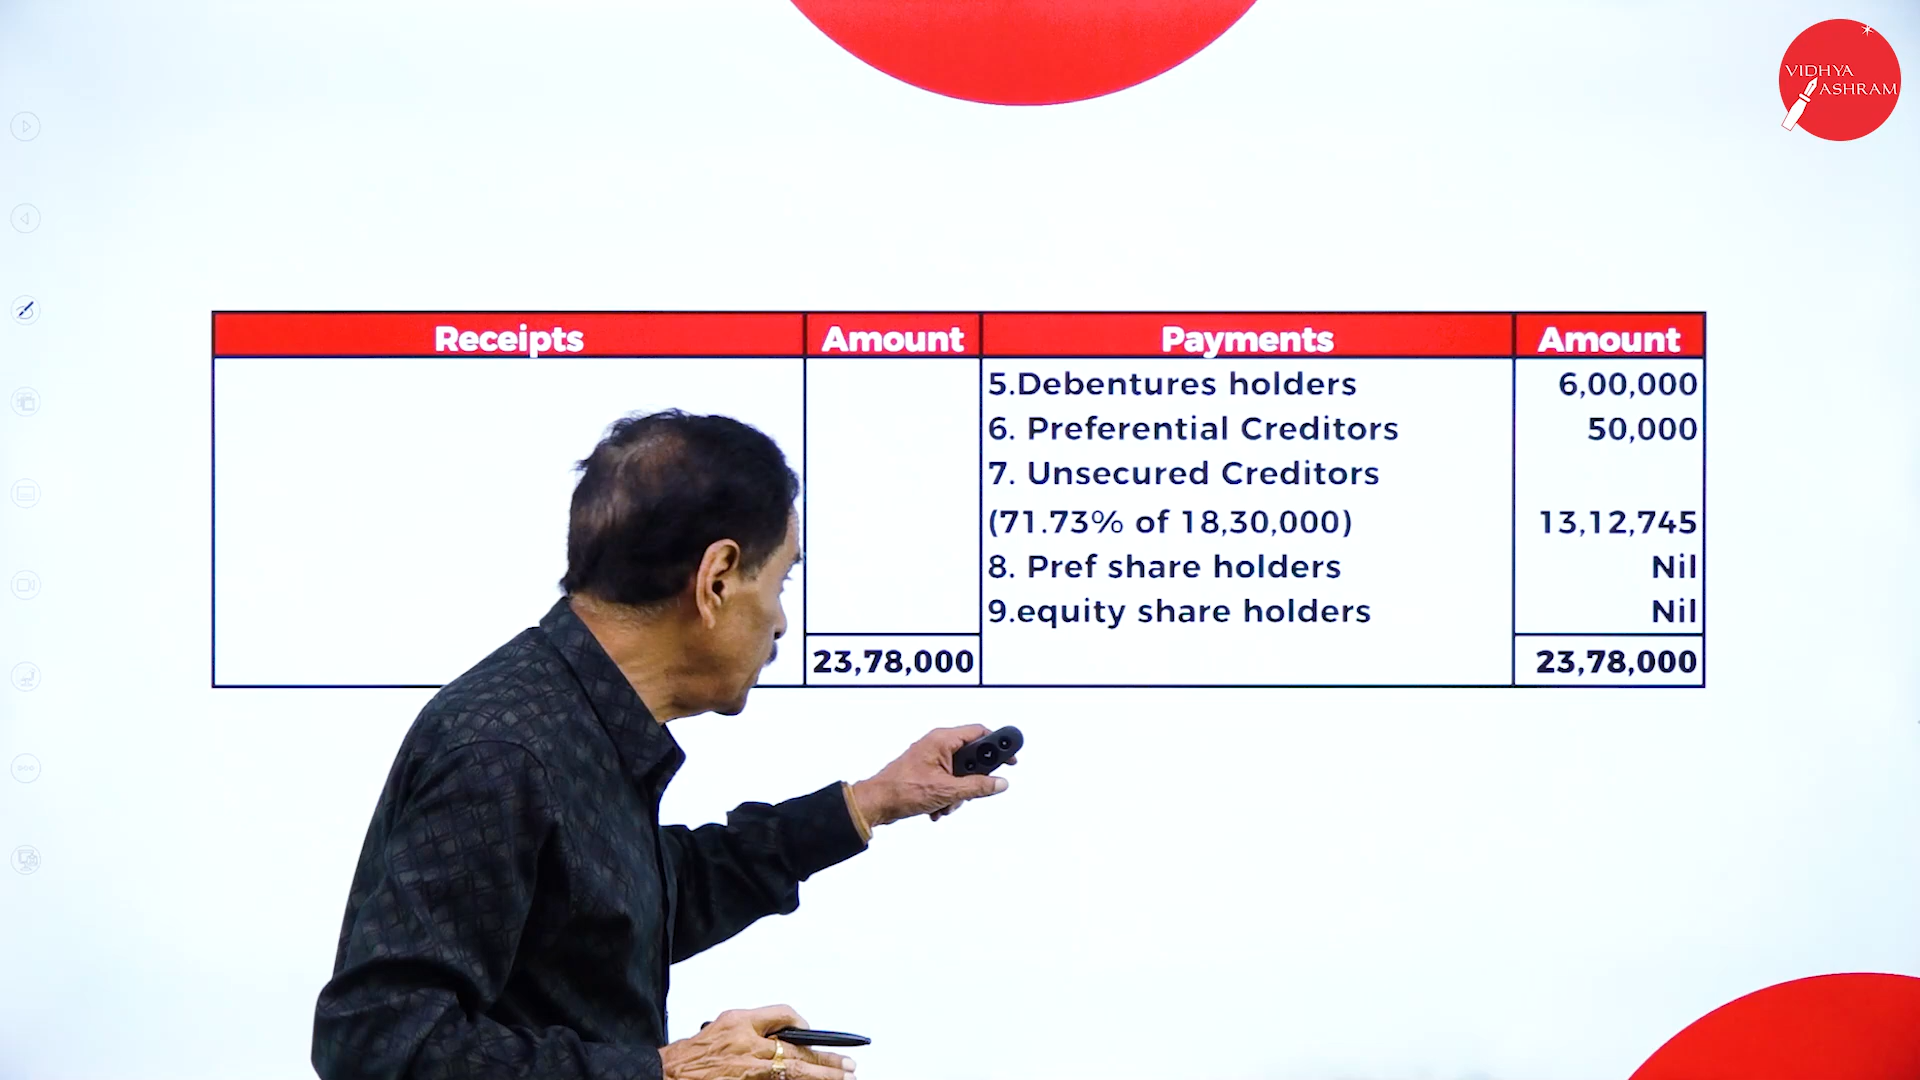 VIDHYA
ASHRAM
Receipts Amount Payments Amount
5.Debentures holders 6,00,000
6. Preferential Creditors 50,000
7. Unsecured Creditors
(71.73% of 18,30,000) 13,12,745
8. Pref share holders Nil
9.equity share holders Nil
23,78,000 23,78,000